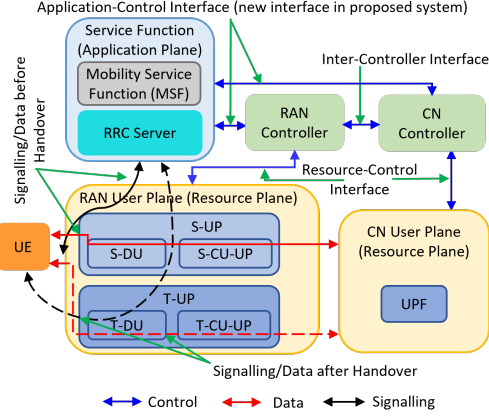 Application-Control Interface (new interface in proposed system)
Service Function
(Application Plane)
Mobility Service
Function (MSF)
RRC Server
Inter-Controller Interface
RAN
Controller
CN
Controller
Signalling/Data before
Handover
Resource-Control
Interface
RAN User Plane (Resource Plane)
S-UP
S-DU
S-CU-UP
UE
T-UP
T-DU
T-CU-UP
CN User Plane
(Resource Plane)
UPF
Signalling/Data after Handover
Control
Data
Signalling